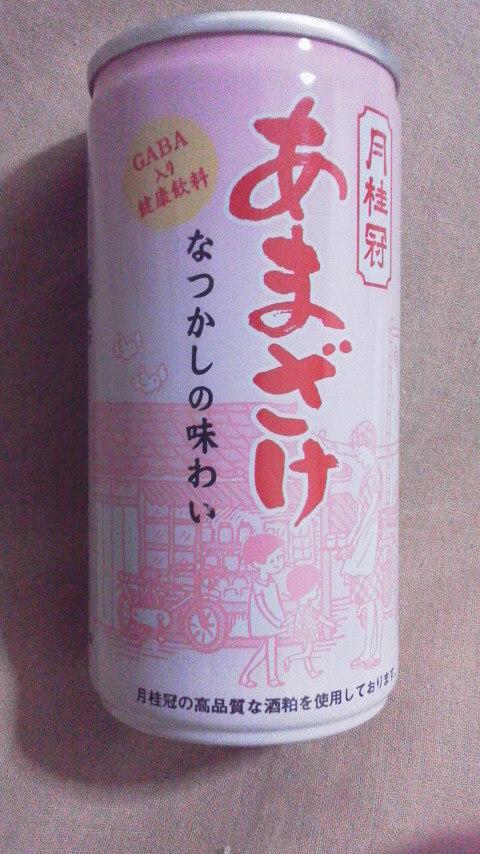 月桂冠
あまざけ
GABA
入り
健康飲料
なつかしの味わい
月桂冠の高品質な酒粕を使用しております。